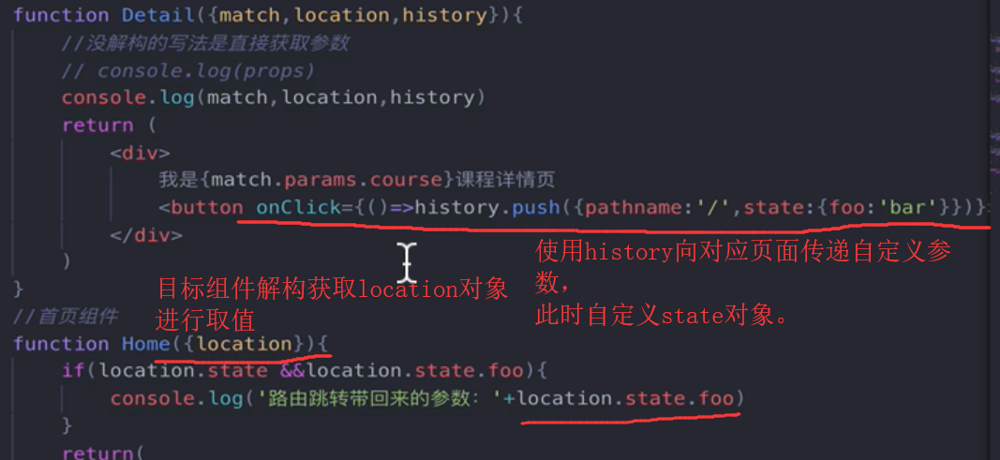 function Detail({match,location,history}){
//没解构的写法是直接获取参数
// console.log(props)
console.log(match,location,history)
return (
<div>
我是{match.params.course}课程详情页
<button onClick={()=>history.push({pathname:'/',state:{foo:'bar'}})}>
</div>
)
}
使用history向对应页面传递自定义参
数，
此时自定义state对象。
目标组件解构获取location对象
进行取值
//首页组件
function Home({location}){
if(location.state &&location.state.foo){
console.log('路由跳转带回来的参数：'+location.state.foo)
}
return(